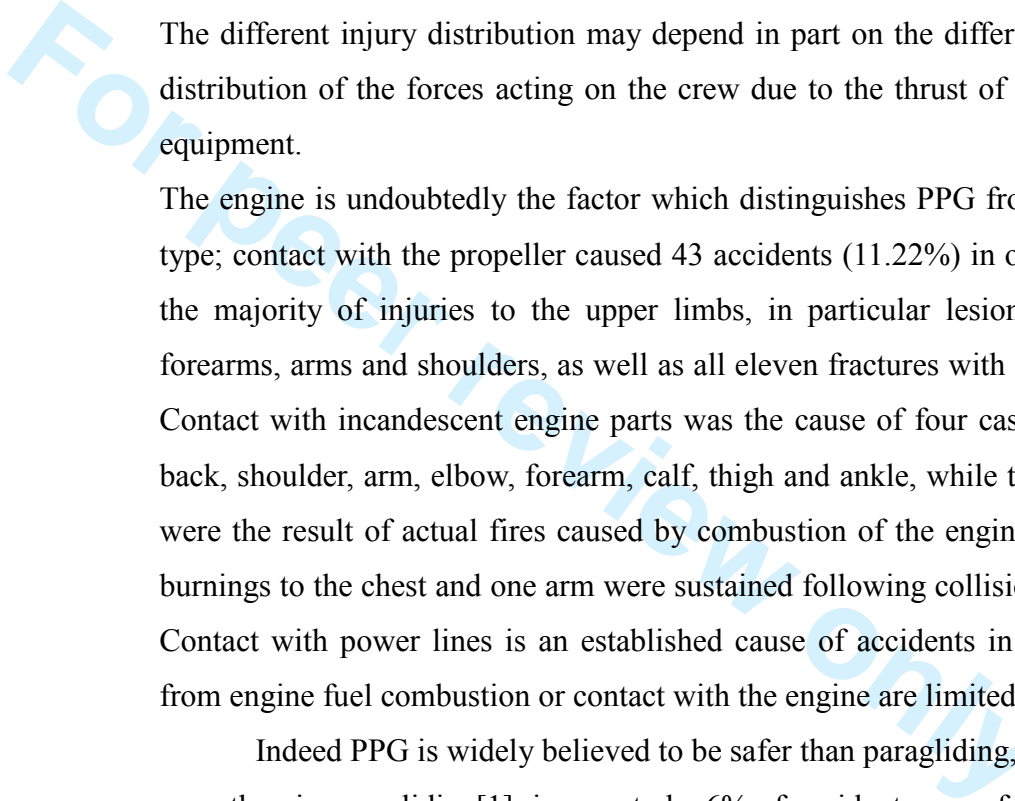 The different injury distribution may depend in part on the
distribution of the forces acting on the crew due to the thrust of
equipment.
The engine is undoubtedly the factor which distinguishes PPG
type; contact with the propeller caused 43 accidents (11.22%) in
the majority of injuries to the upper limbs, in particular
forearms, arms and shoulders, as well as all eleven fractures with
Contact with incandescent engine parts was the cause of four
back, shoulder, arm, elbow, forearm, calf, thigh and ankle, while
were the result of actual fires caused by combustion of the
burnings to the chest and one arm were sustained following
Contact with power lines is an established cause of accidents in
from engine fuel combustion or contact with the engine are limited
Indeed PPG is widely believed to be safer than paragliding,
For peer review only